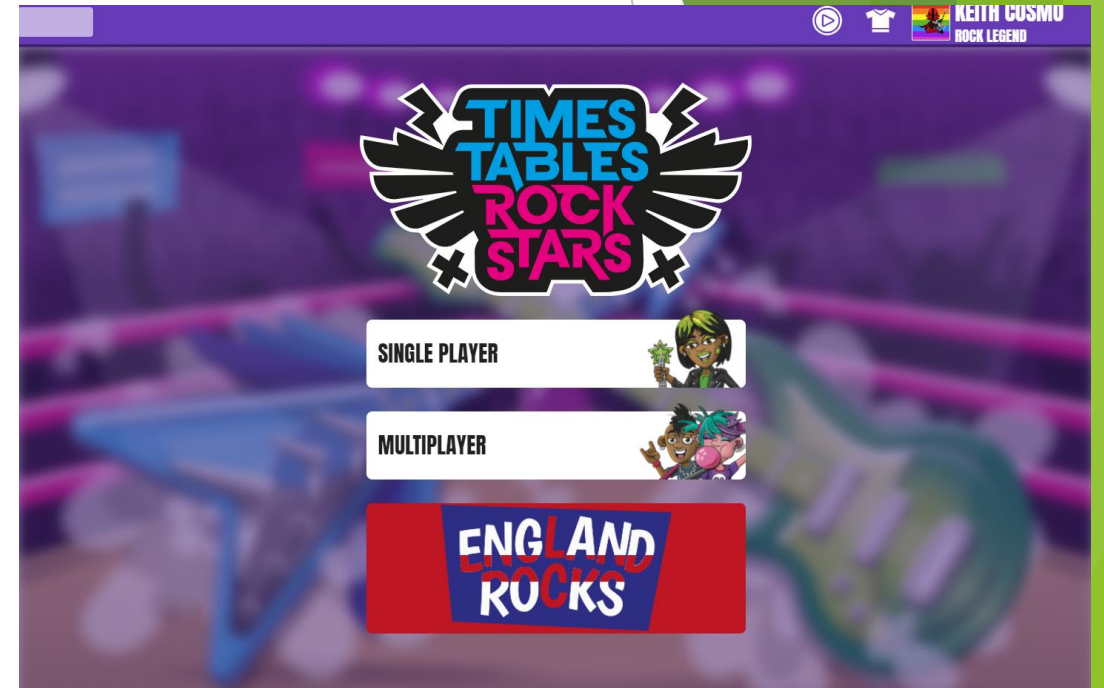 KEITH COSMO
ROCK LEGEND
TIMES
TABLES
ROCK
STARS
SINGLE PLAYER
MULTIPLAYER
ENGLAND
ROCKS